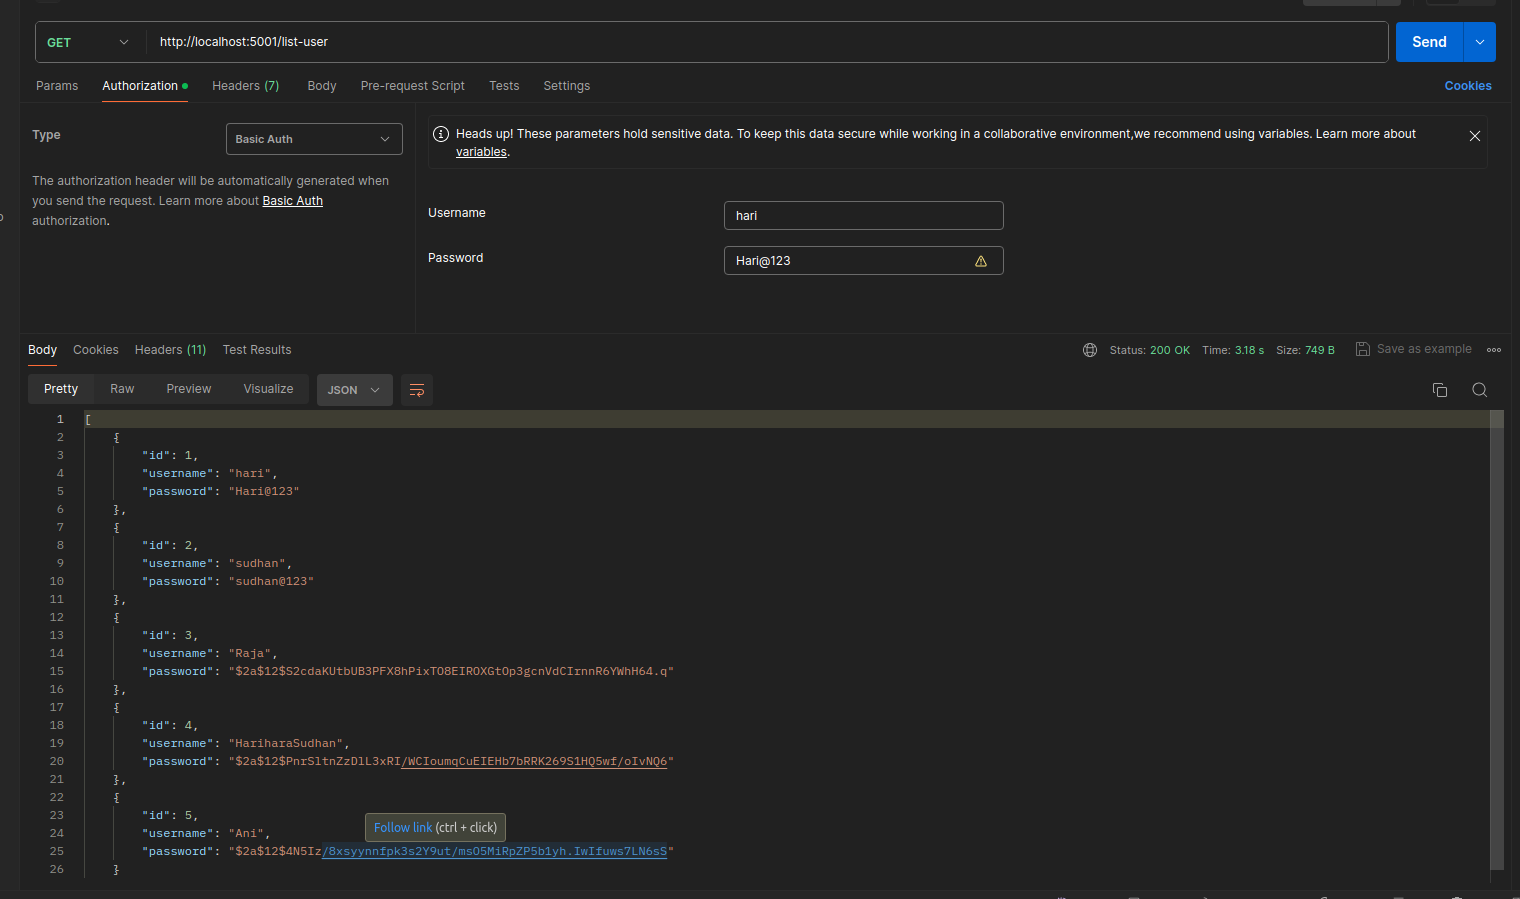 GET http://localhost:5001/list-user Send
Params Authorization Headers (7) Body Pre-request Script Tests Settings Cookies
Type Basic Auth
The authorization header will be automatically generated when
you send the request. Learn more about Basic Auth
authorization.
Heads up! These parameters hold sensitive data. To keep this data secure while working in a collaborative environment,we recommend using variables. Learn more about
variables.
Username hari
Password Hari@123
Body Cookies Headers (11) Test Results Status: 200 OK Time: 3.18 s Size: 749 B Save as example
Pretty Raw Preview Visualize JSON
1 [
2 {
3 "id": 1,
4 "username": "hari",
5 "password": "Hari@123"
6 },
7 {
8 "id": 2,
9 "username": "sudhan",
10 "password": "sudhan@123"
11 },
12 {
13 "id": 3,
14 "username": "Raja",
15 "password": "$2a$12$S2cdaKUtbUB3PFX8hPixTO8EIROXGtOp3gcnVdCIrnnR6YWhH64.q"
16 },
17 {
18 "id": 4,
19 "username": "HariharaSudhan",
20 "password": "$2a$12$PnrSltnZzDlL3xRI/WCIoumqCuEIEHb7bRRK269S1HQ5wf/oIvNQ6"
21 },
22 {
23 "id": 5,
Follow link (ctrl + click)
24 "username": "Ani",
25 "password": "$2a$12$4N5Iz/8xsyynnfpk3s2Y9ut/msO5MiRpZP5b1yh.IwIfuws7LN6sS"
26 }